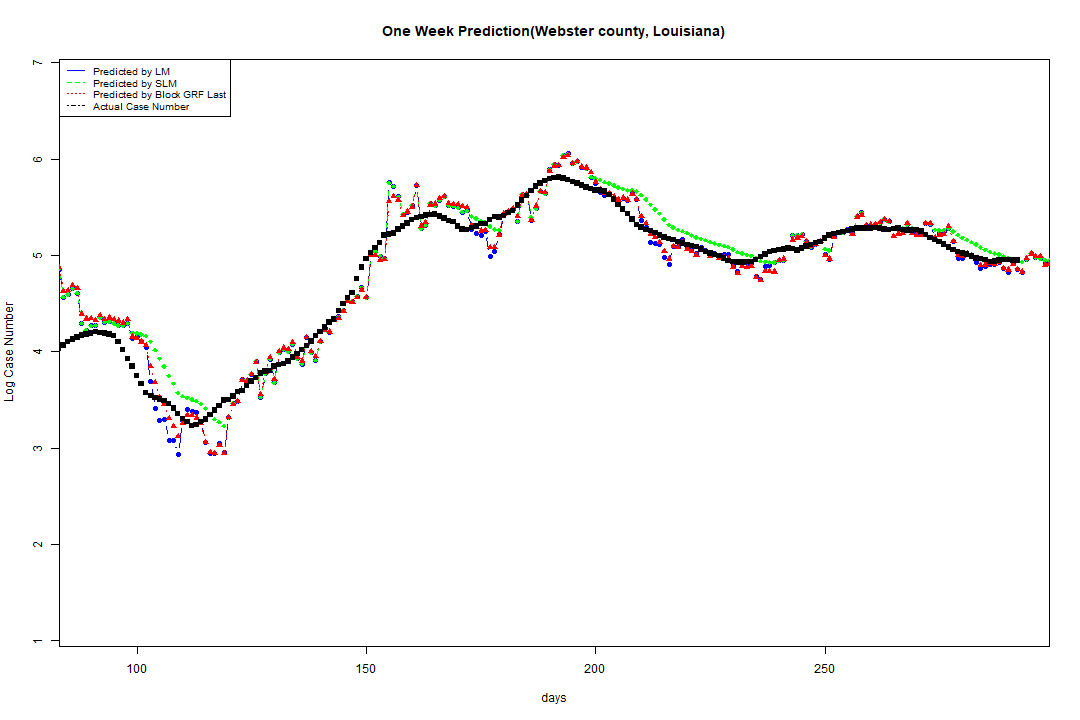 One Week Prediction(Webster county, Louisiana)
Predicted by LM
Predicted by SLM
Predicted by Block GRF Last
Actual Case Number
7
6
5
4
3
2
1
Log Case Number
100 150 200 250
days